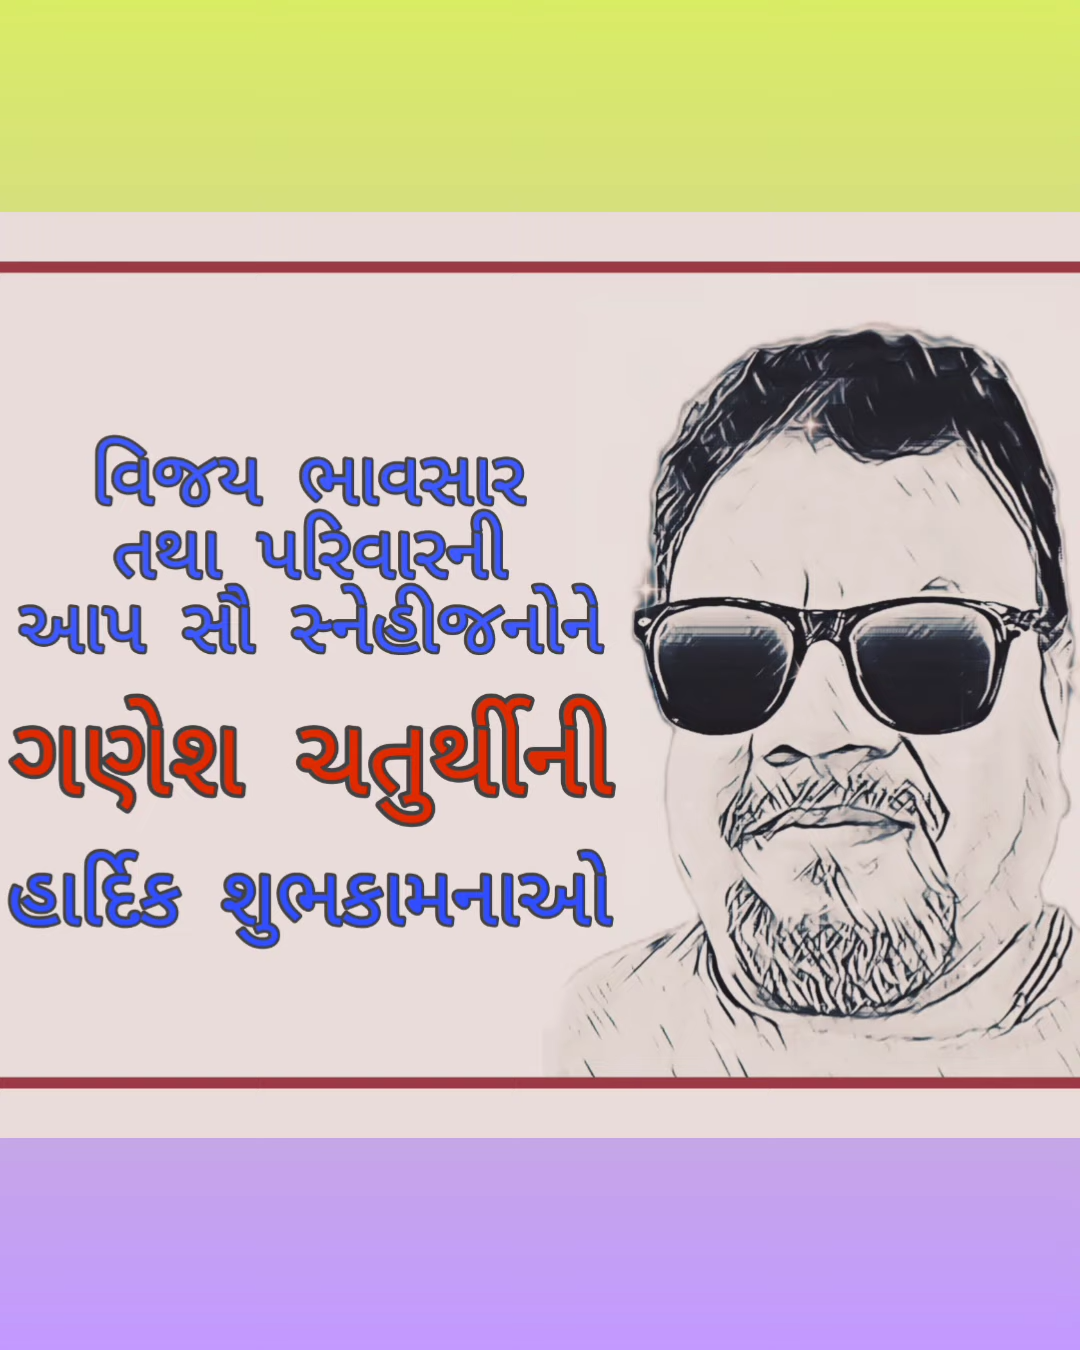 વિજય ભાવસાર
તથા પરિવારની
આપ સૌ સ્નેહીજનોને
ગણેશ ચતુર્થીની
હાર્દિક શુભકામનાઓ